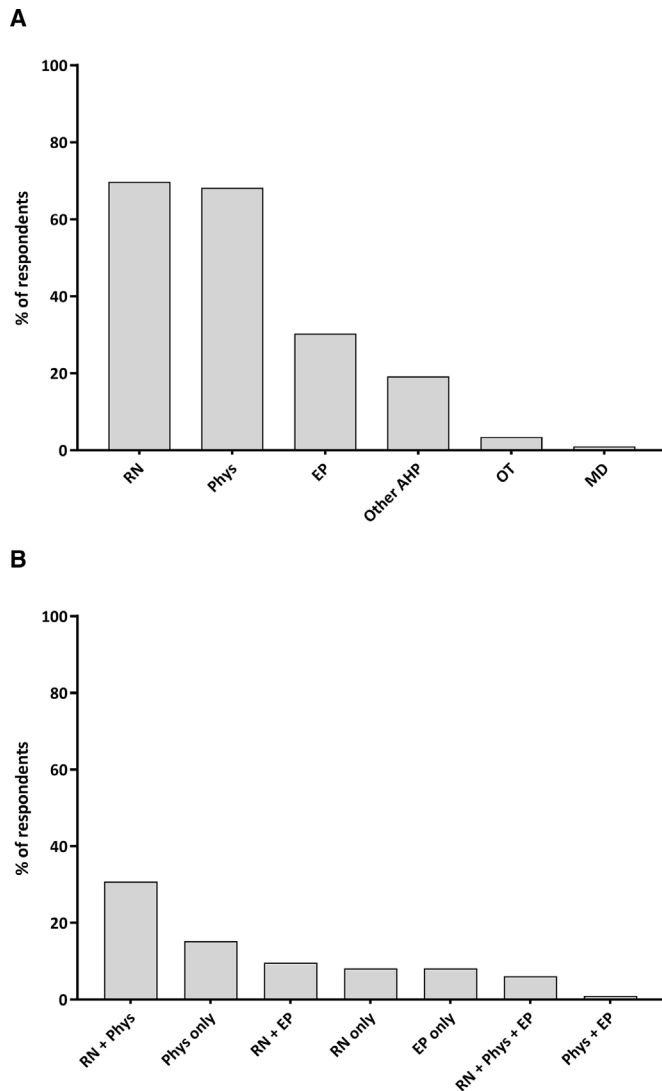 A
% of respondents
100
80
60
40
20
0
RN
Phys
EP
Other AHP
OT
MD
B
% of respondents
100
80
60
40
20
0
RN + Phys
Phys only
RN + EP
RN only
EP only
RN + Phys + EP
Phys + EP